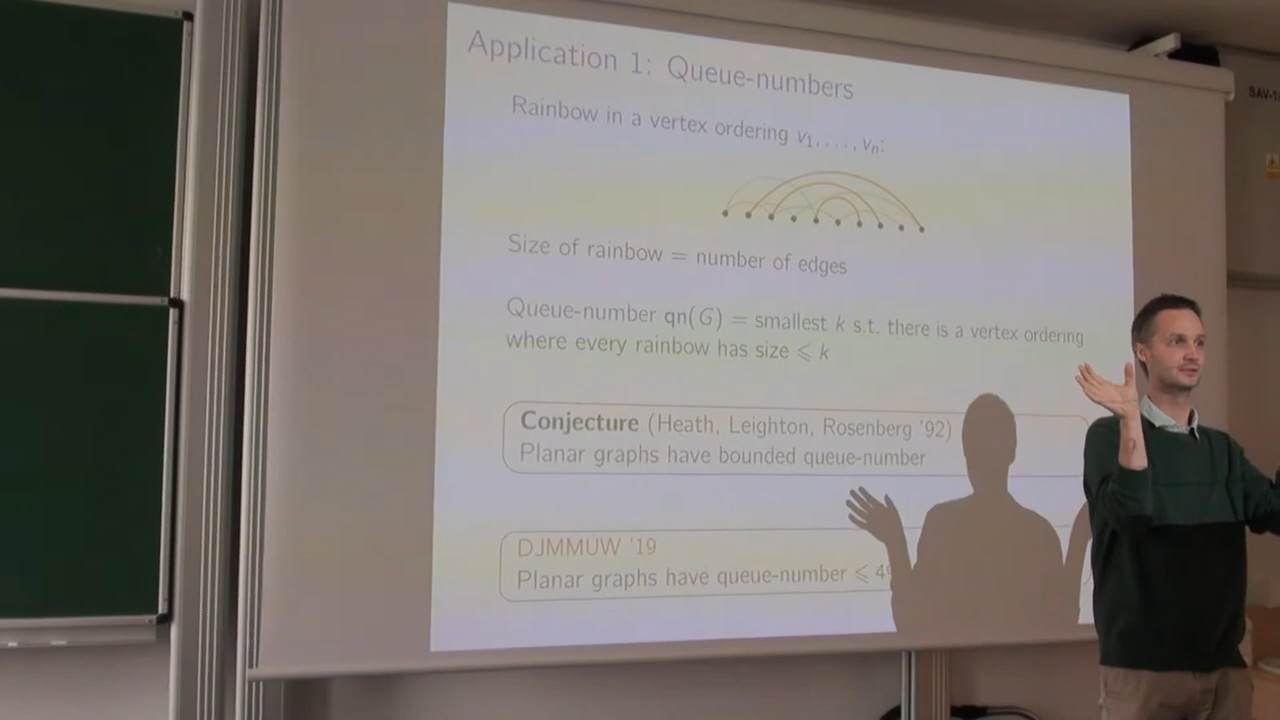 Application 1: Queue-numbers
Rainbow in a vertex ordering v₁, . . . , vₙ:
Size of rainbow = number of edges
Queue-number qn(G) = smallest k s.t. there is a vertex ordering
where every rainbow has size ⩽ k
Conjecture (Heath, Leighton, Rosenberg '92)
Planar graphs have bounded queue-number
DJMMUW '19
Planar graphs have queue-number ⩽